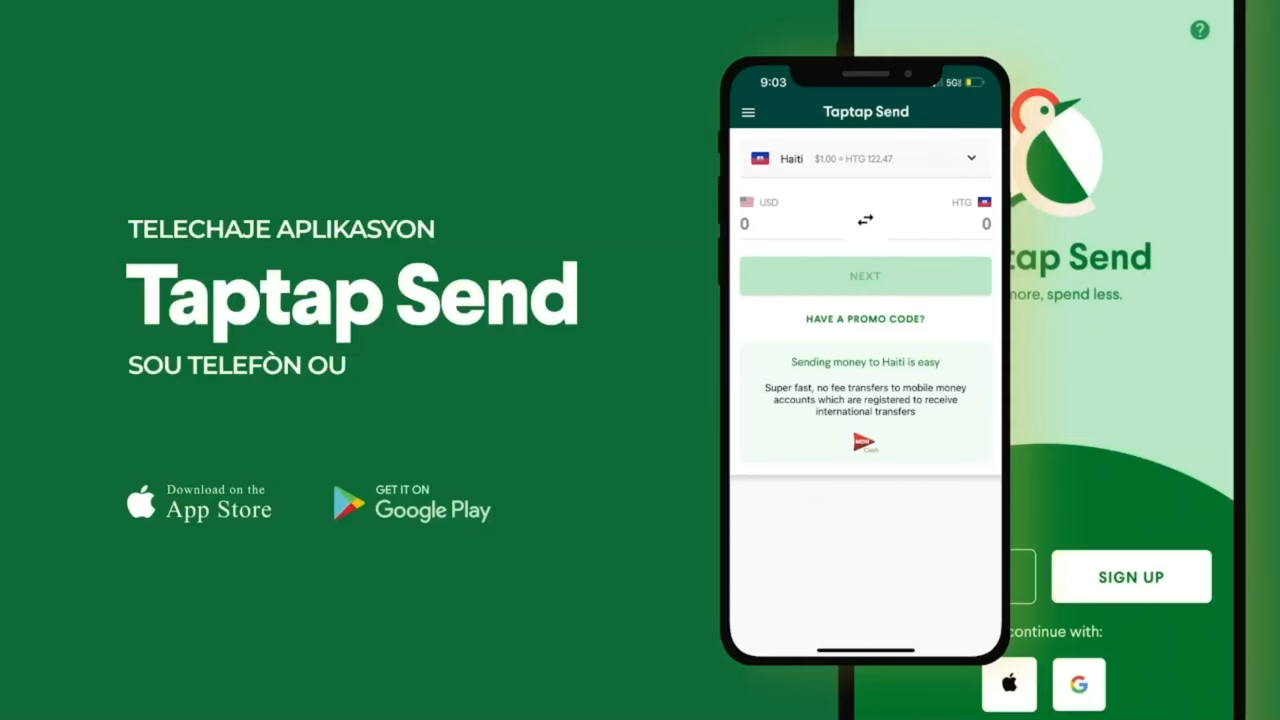 TELECHAJE APLIKASYON
Taptap Send
SOU TELEFÒN OU
Download on the
App Store
GET IT ON
Google Play
9:03
5G
Taptap Send
Haiti $1.00 = HTG 122.47
USD
HTG
0
0
NEXT
HAVE A PROMO CODE?
Sending money to Haiti is easy
Super fast, no fee transfers to mobile money
accounts which are registered to receive
international transfers
MON
Cash
?
tap Send
more, spend less.
SIGN UP
continue with:
G